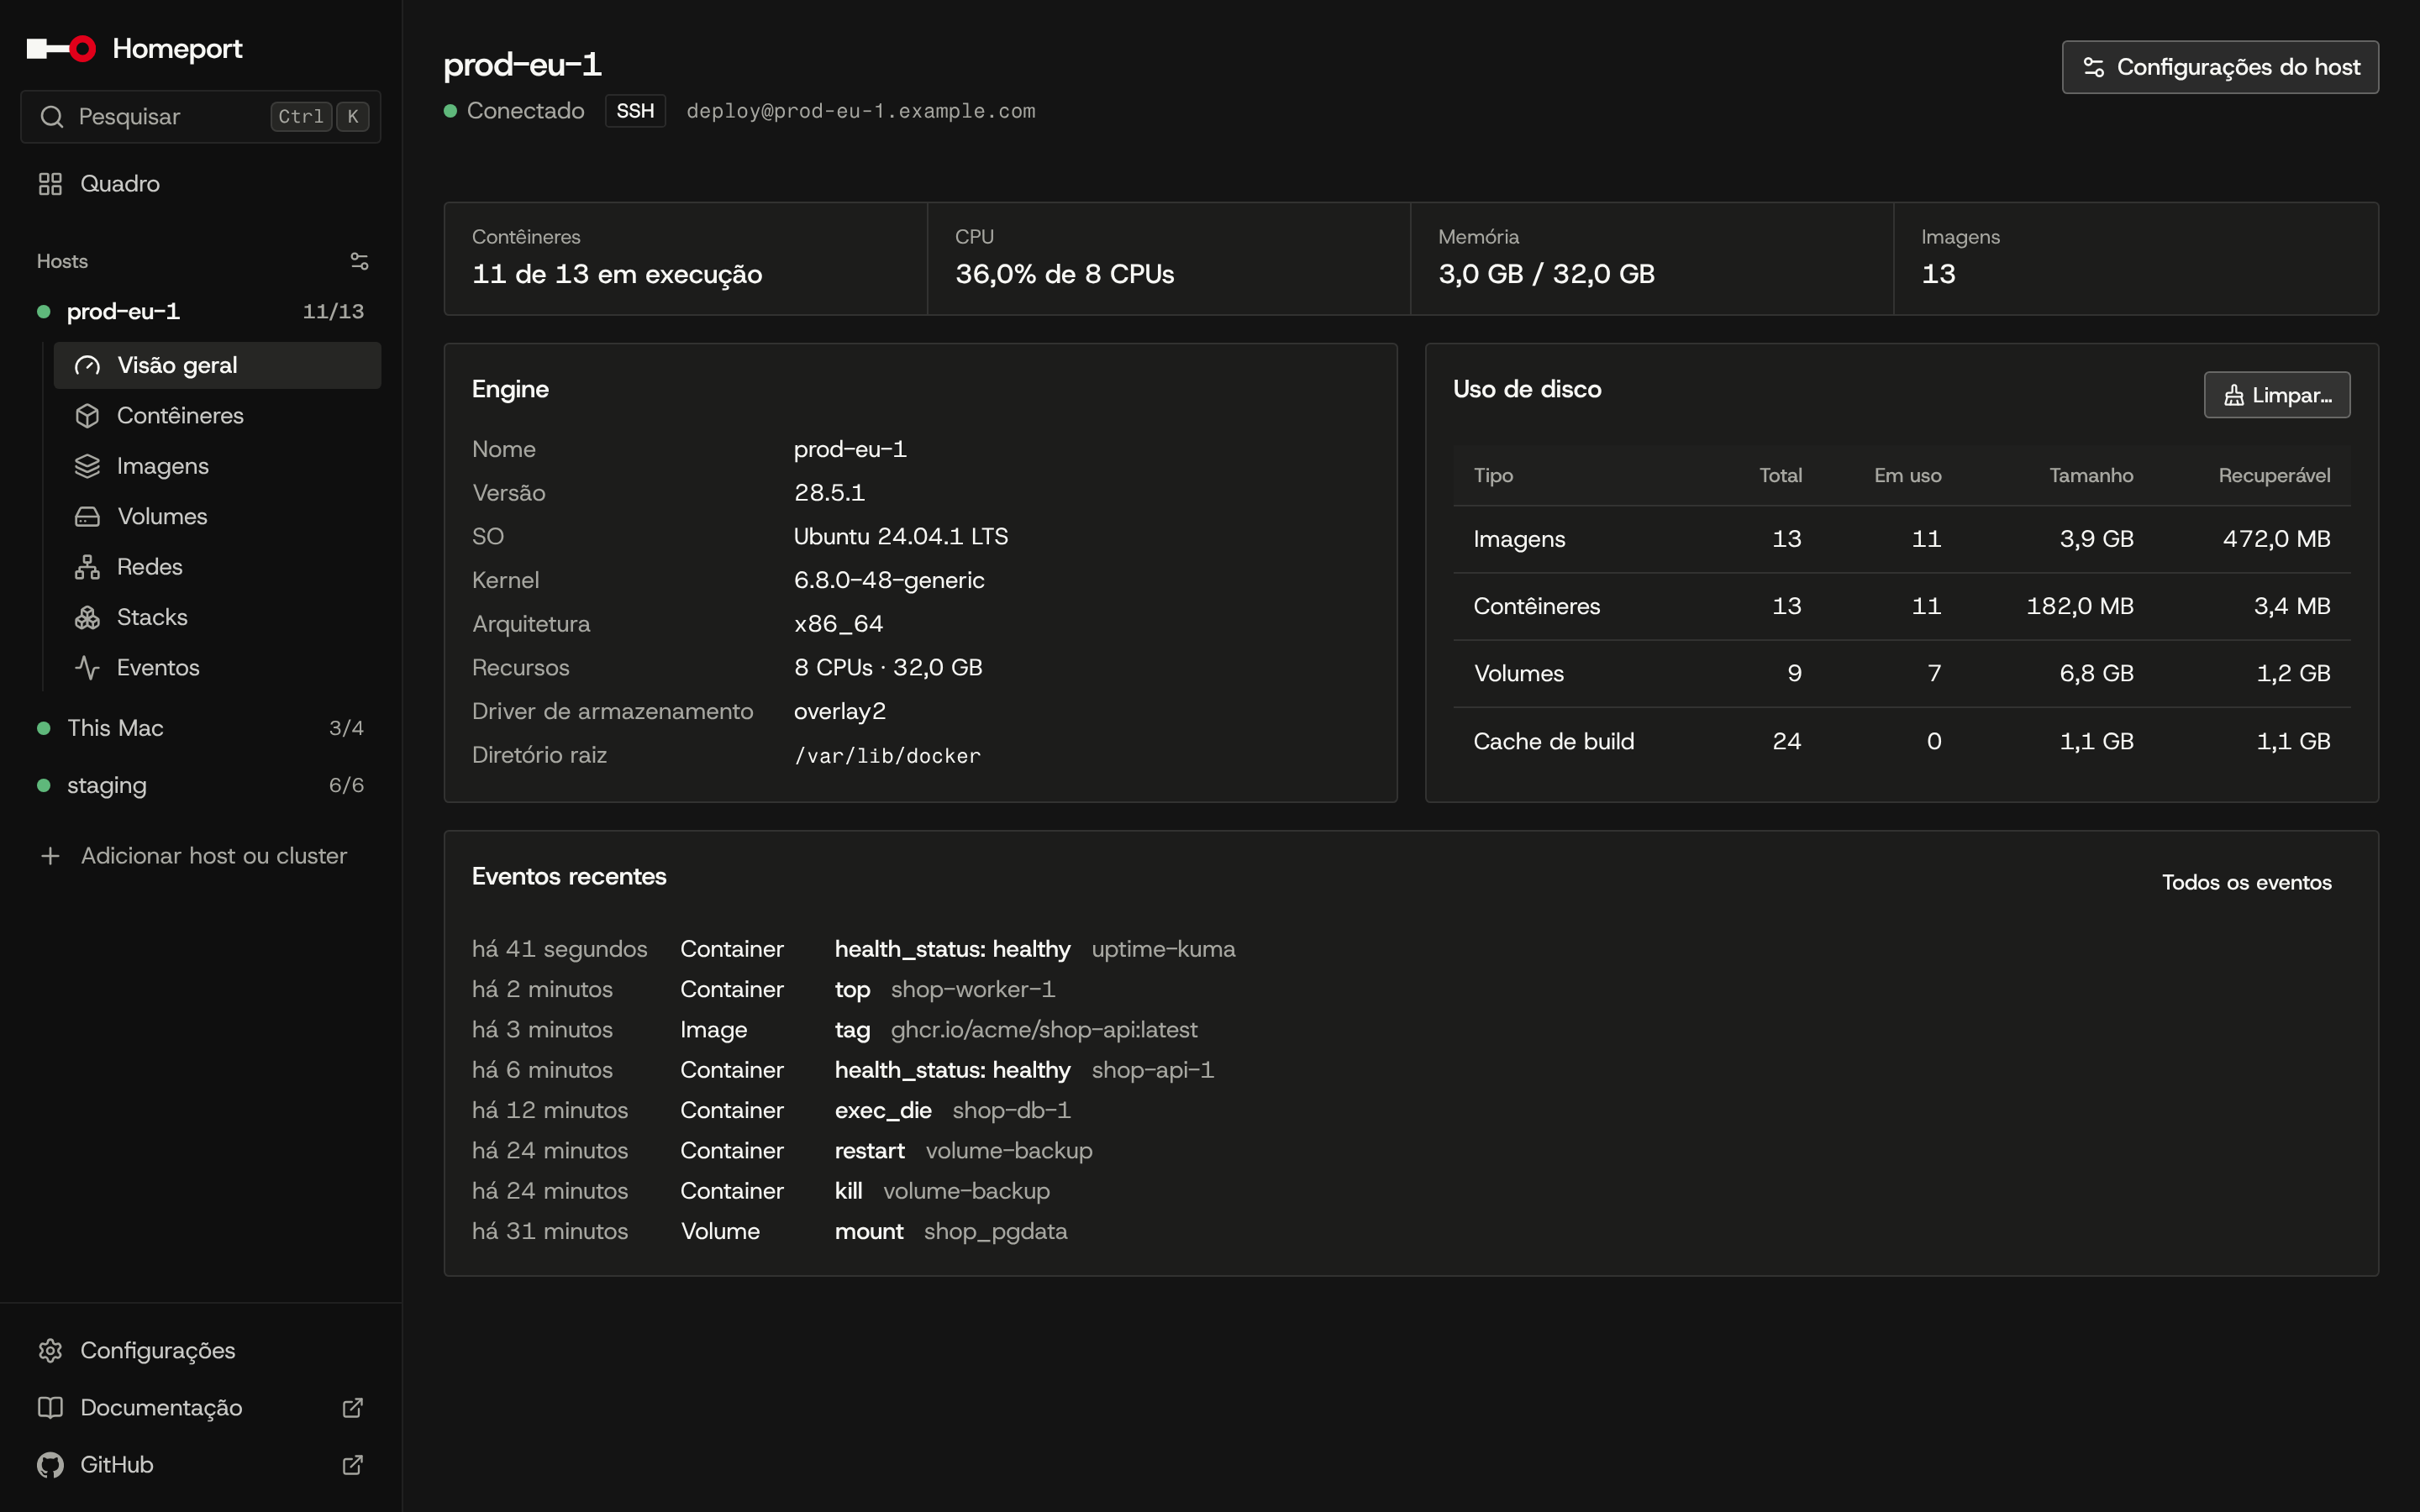 Homeport
Pesquisar Ctrl K
Quadro
Hosts
prod-eu-1 11/13
Visão geral
Contêineres
Imagens
Volumes
Redes
Stacks
Eventos
This Mac 3/4
staging 6/6
Adicionar host ou cluster
Configurações
Documentação
GitHub
prod-eu-1
Conectado SSH deploy@prod-eu-1.example.com
Configurações do host
Contêineres
11 de 13 em execução
CPU
36,0% de 8 CPUs
Memória
3,0 GB / 32,0 GB
Imagens
13
Engine
Nome prod-eu-1
Versão 28.5.1
SO Ubuntu 24.04.1 LTS
Kernel 6.8.0-48-generic
Arquitetura x86_64
Recursos 8 CPUs · 32,0 GB
Driver de armazenamento overlay2
Diretório raiz /var/lib/docker
Uso de disco
Limpar…
Tipo Total Em uso Tamanho Recuperável
Imagens 13 11 3,9 GB 472,0 MB
Contêineres 13 11 182,0 MB 3,4 MB
Volumes 9 7 6,8 GB 1,2 GB
Cache de build 24 0 1,1 GB 1,1 GB
Eventos recentes
Todos os eventos
há 41 segundos Container health_status: healthy uptime-kuma
há 2 minutos Container top shop-worker-1
há 3 minutos Image tag ghcr.io/acme/shop-api:latest
há 6 minutos Container health_status: healthy shop-api-1
há 12 minutos Container exec_die shop-db-1
há 24 minutos Container restart volume-backup
há 24 minutos Container kill volume-backup
há 31 minutos Volume mount shop_pgdata